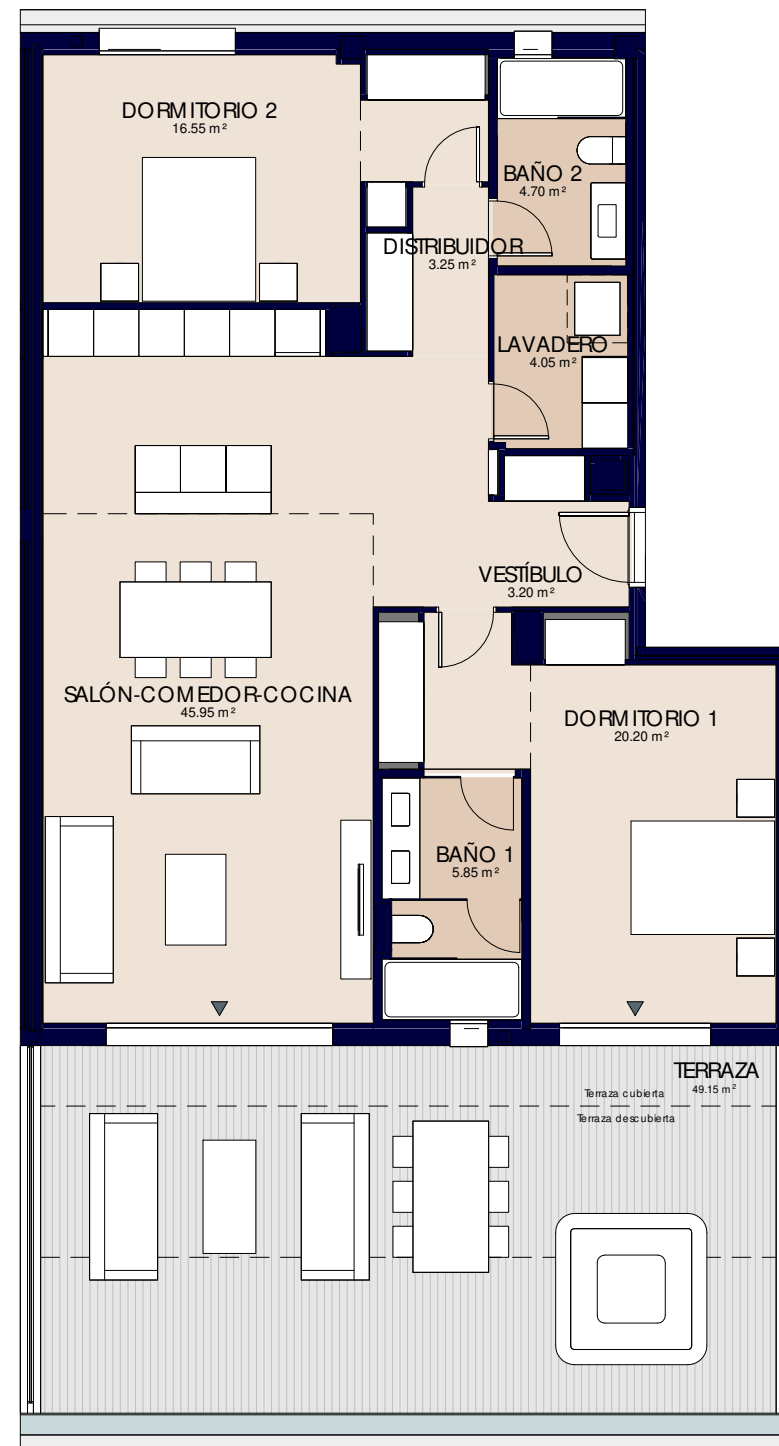 DORMITORIO 2
16.55 m²
BAÑO 2
4.70 m²
DISTRIBUIDOR
3.25 m²
LAVADERO
4.05 m²
VESTÍBULO
3.20 m²
SALÓN-COMEDOR-COCINA
45.95 m²
DORMITORIO 1
20.20 m²
BAÑO 1
5.85 m²
TERRAZA
49.15 m²
Terraza cubierta
Terraza descubierta